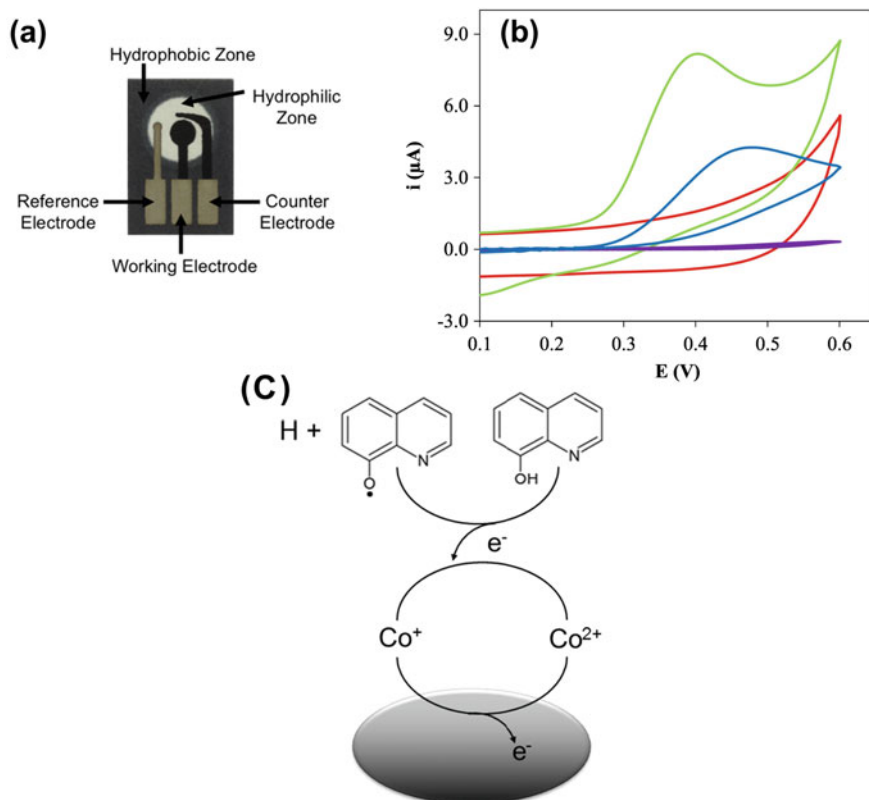 (a)
Hydrophobic Zone
Hydrophilic
Zone
Reference
Electrode
Counter
Electrode
Working Electrode
(b)
9.0
6.0
3.0
0.0
-3.0
i (µA)
0.1 0.2 0.3 0.4 0.5 0.6
E (V)
(C)
H +
N
O
•
N
OH
e-
Co+
Co2+
e-